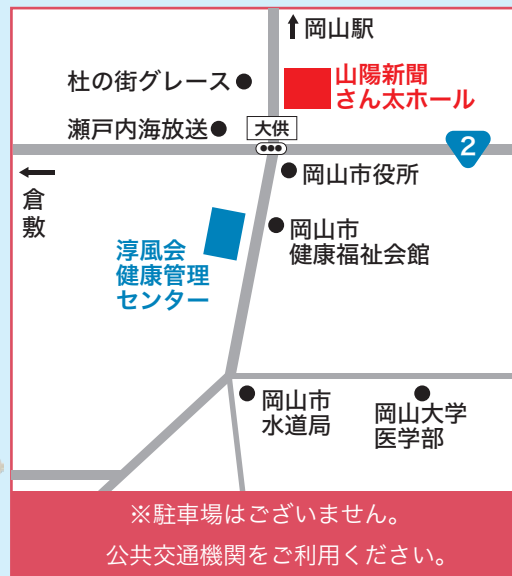 岡山駅
山陽新聞
さん太ホール
杜の街グレース
瀬戸内海放送
大供
2
岡山市役所
倉敷
岡山市
健康福祉会館
淳風会
健康管理
センター
岡山市
水道局
岡山大学
医学部
※駐車場はございません。
公共交通機関をご利用ください。